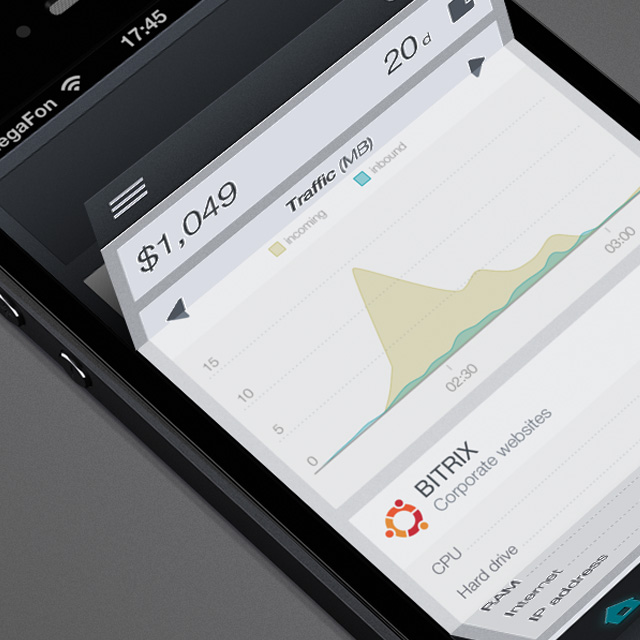 egaFon 17:45
$1,049 20 d
Traffic (MB)
incoming inbound
15
10
5
0
02:30 03:00
BITRIX
Corporate websites
CPU
Hard drive
RAM
Internet
IP address